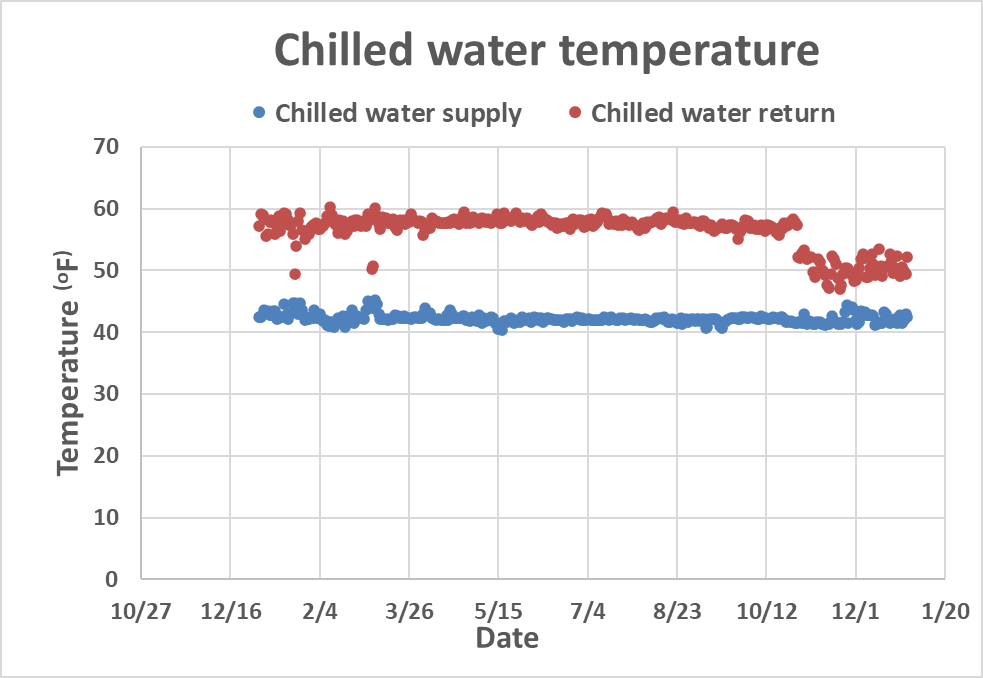 Chilled water temperature
Chilled water supply Chilled water return
70
60
50
40
30
20
10
0
Temperature (oF)
10/27 12/16 2/4 3/26 5/15 7/4 8/23 10/12 12/1 1/20
Date